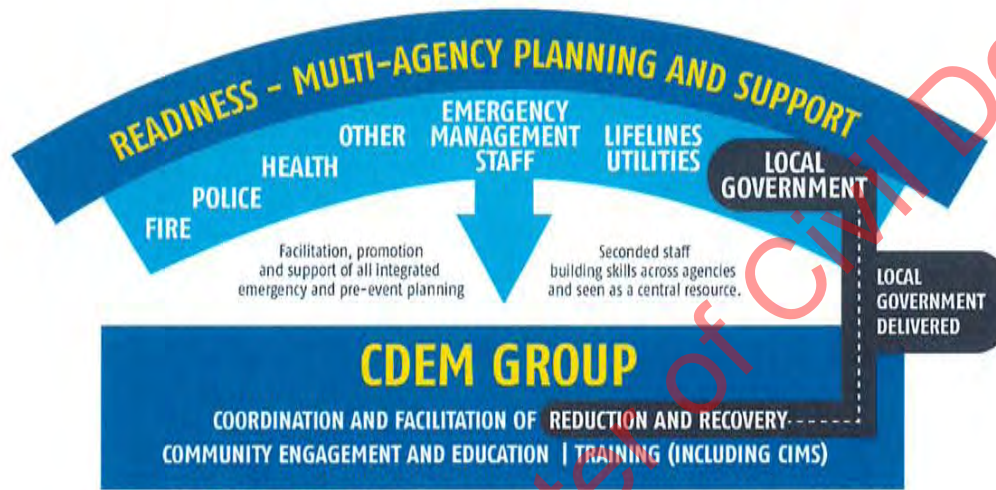 READINESS – MULTI-AGENCY PLANNING AND SUPPORT
FIRE
POLICE
HEALTH
OTHER
EMERGENCY
MANAGEMENT
STAFF
LIFELINES
UTILITIES
LOCAL
GOVERNMENT
Facilitation, promotion
and support of all integrated
emergency and pre-event planning
Seconded staff
building skills across agencies
and seen as a central resource.
LOCAL
GOVERNMENT
DELIVERED
CDEM GROUP
COORDINATION AND FACILITATION OF REDUCTION AND RECOVERY
COMMUNITY ENGAGEMENT AND EDUCATION | TRAINING (INCLUDING CIMS)
of Civil